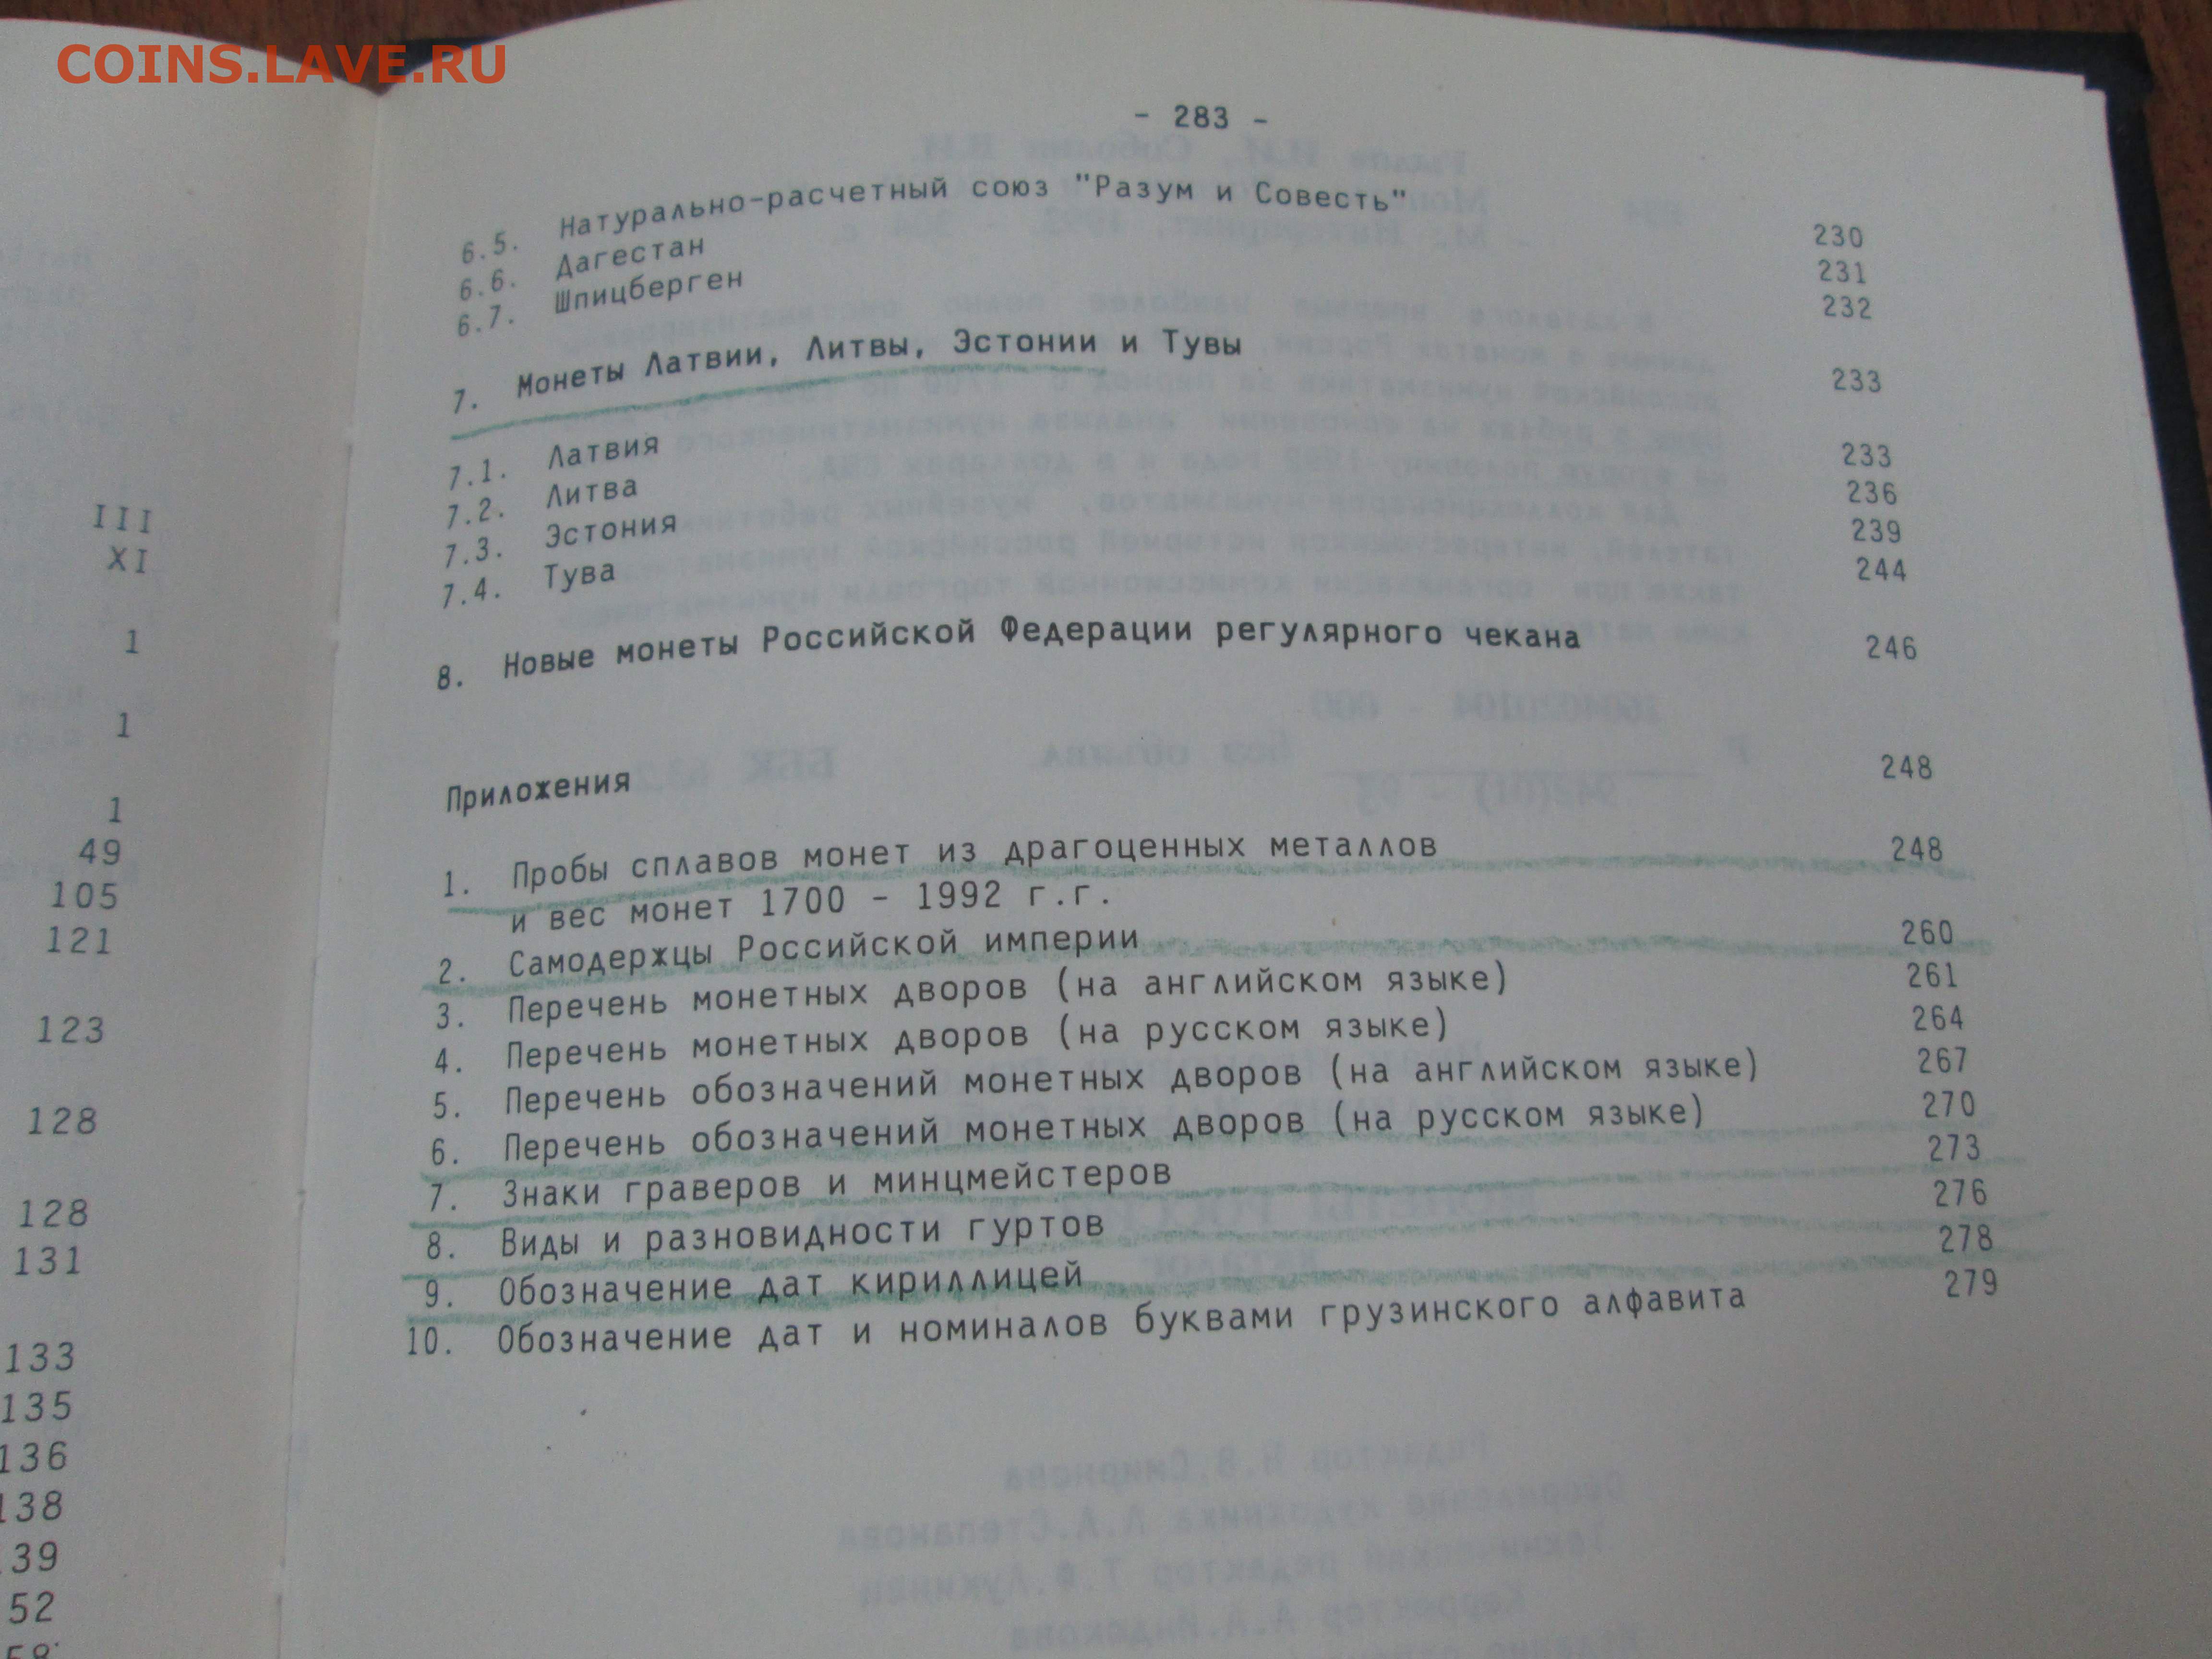 COINS.LAVE.RU
III
XI
1
1
1
49
105
121
123
128
128
131
133
135
136
138
139
52
58
- 283 -
6.5. Натурально-расчетный союз "Разум и Совесть" 230
6.6. Дагестан 231
6.7. Шпицберген 232
7. Монеты Латвии, Литвы, Эстонии и Тувы 233
7.1. Латвия 233
7.2. Литва 236
7.3. Эстония 239
7.4. Тува 244
8. Новые монеты Российской Федерации регулярного чекана 246
Приложения 248
1. Пробы сплавов монет из драгоценных металлов 248
и вес монет 1700 - 1992 г.г.
2. Самодержцы Российской империи 260
3. Перечень монетных дворов (на английском языке) 261
4. Перечень монетных дворов (на русском языке) 264
5. Перечень обозначений монетных дворов (на английском языке) 267
6. Перечень обозначений монетных дворов (на русском языке) 270
7. Знаки граверов и минцмейстеров 273
8. Виды и разновидности гуртов 276
9. Обозначение дат кириллицей 278
10. Обозначение дат и номиналов буквами грузинского алфавита 279